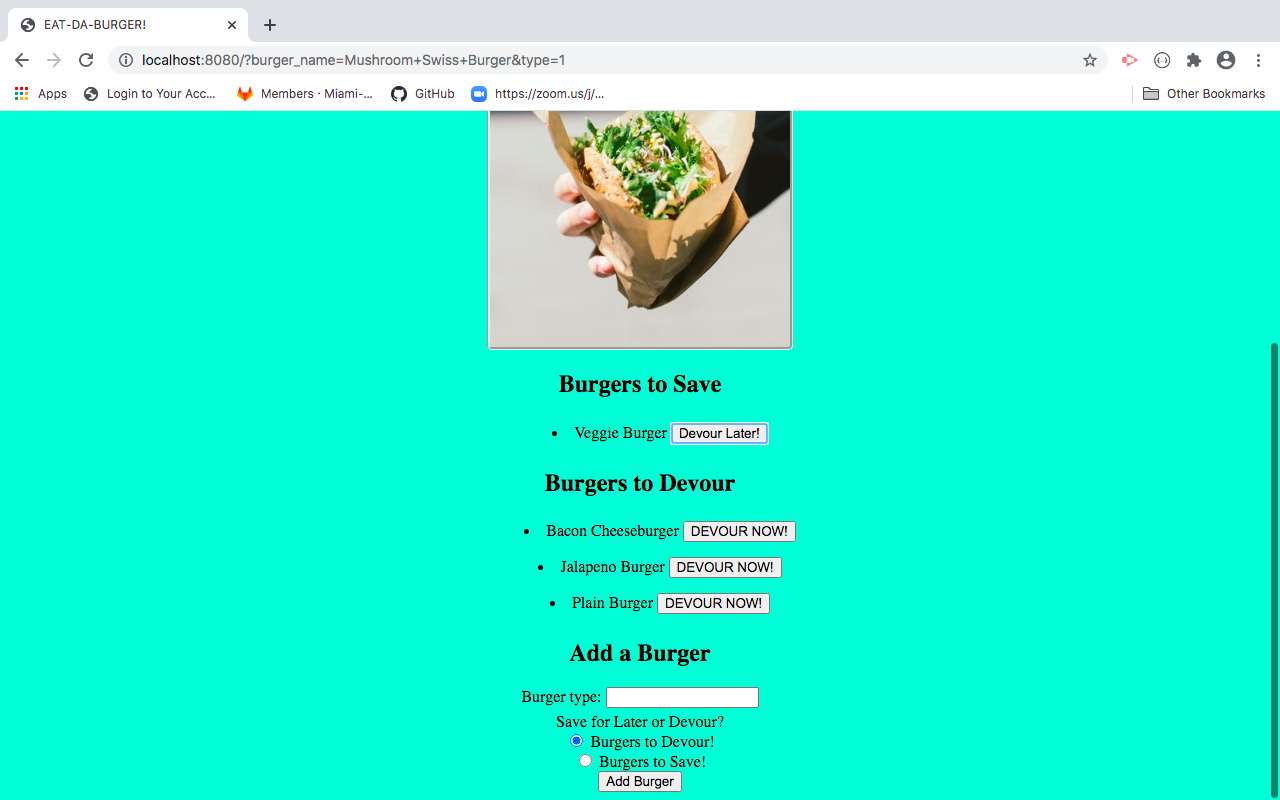 EAT-DA-BURGER!
localhost:8080/?burger_name=Mushroom+Swiss+Burger&type=1
Apps Login to Your Acc... Members · Miami-... GitHub https://zoom.us/j/... Other Bookmarks
Burgers to Save
Veggie Burger Devour Later!
Burgers to Devour
Bacon Cheeseburger DEVOUR NOW!
Jalapeno Burger DEVOUR NOW!
Plain Burger DEVOUR NOW!
Add a Burger
Burger type:
Save for Later or Devour?
Burgers to Devour!
Burgers to Save!
Add Burger